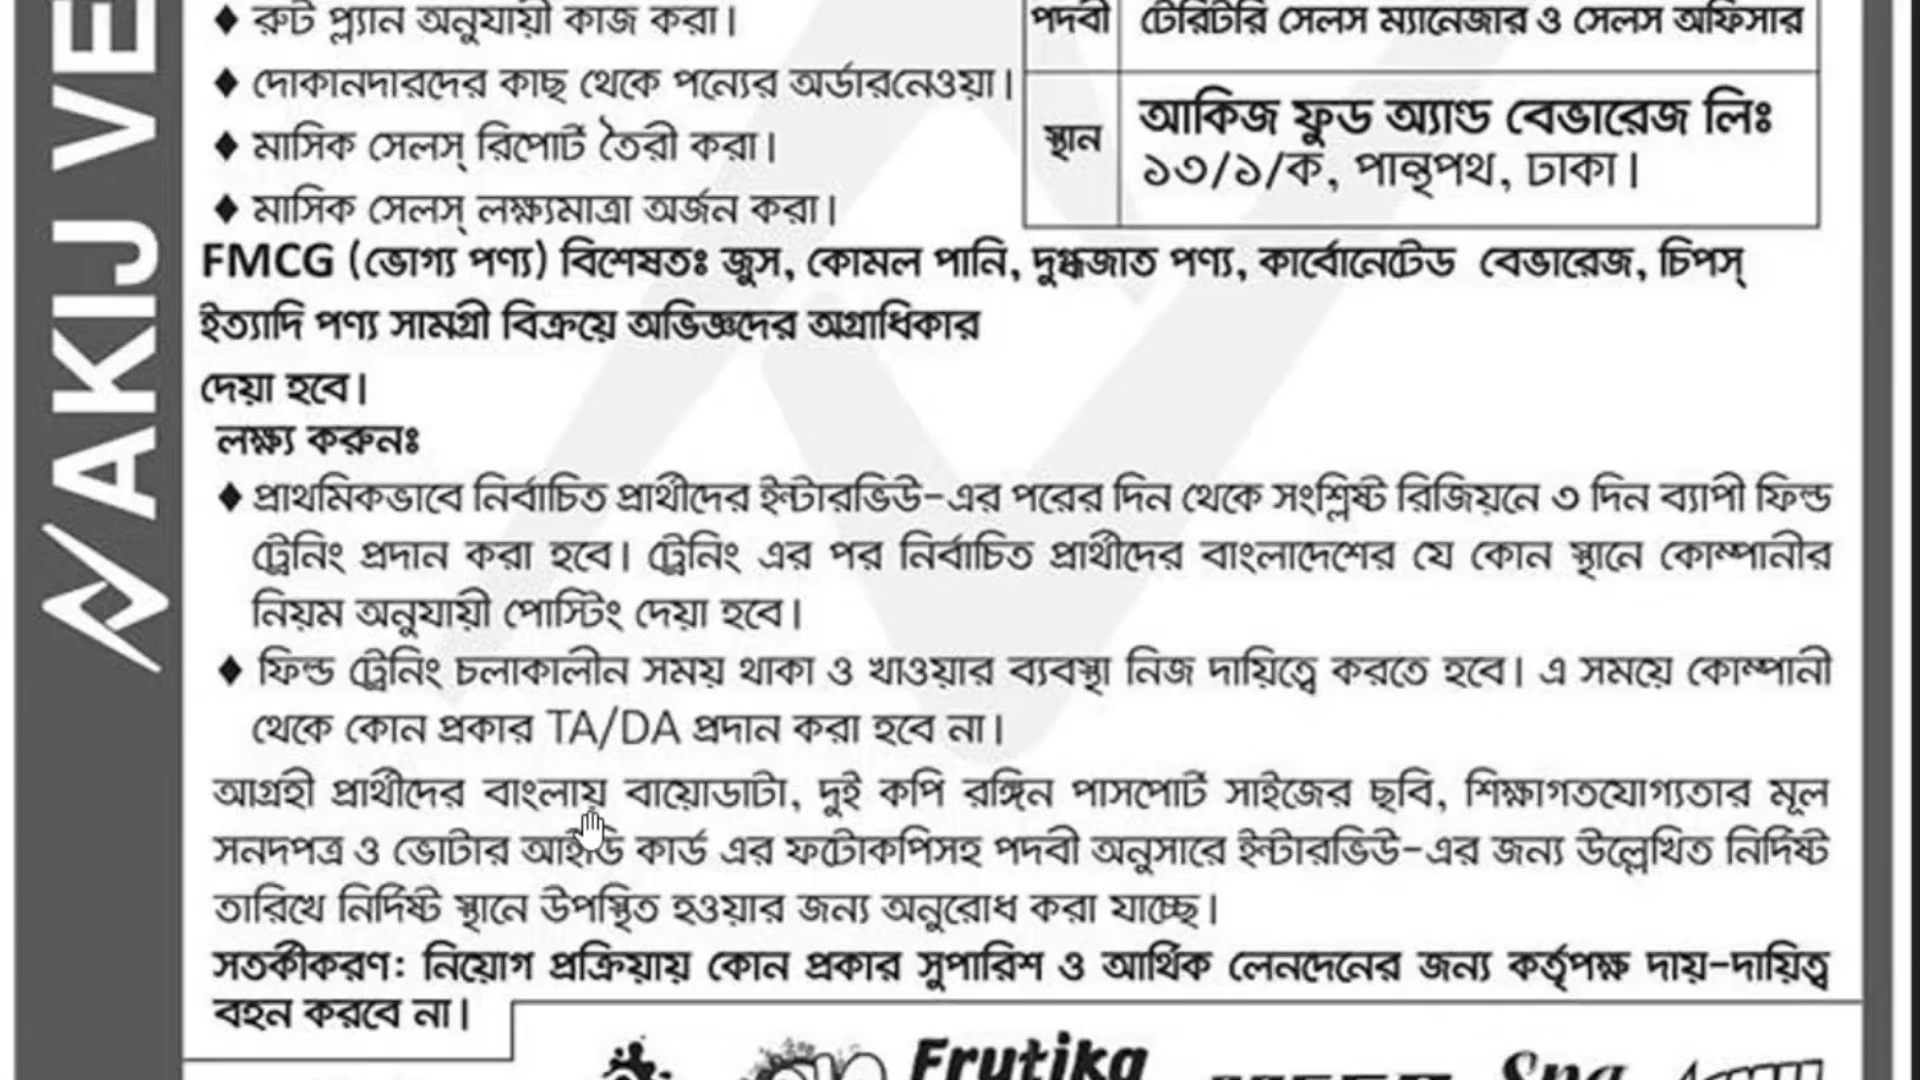 AKIJ VE
♦ রুট প্ল্যান অনুযায়ী কাজ করা।
♦ দোকানদারদের কাছ থেকে পন্যের অর্ডারনেওয়া।
♦ মাসিক সেলস্ রিপোর্ট তৈরী করা।
♦ মাসিক সেলস্ লক্ষ্যমাত্রা অর্জন করা।
পদবী টেরিটরি সেলস ম্যানেজার ও সেলস অফিসার
স্থান আকিজ ফুড অ্যান্ড বেভারেজ লিঃ
১৩/১/ক, পান্থপথ, ঢাকা।
FMCG (ভোগ্য পণ্য) বিশেষতঃ জুস, কোমল পানি, দুগ্ধজাত পণ্য, কার্বোনেটেড বেভারেজ, চিপস্
ইত্যাদি পণ্য সামগ্রী বিক্রয়ে অভিজ্ঞদের অগ্রাধিকার
দেয়া হবে।
লক্ষ্য করুনঃ
♦ প্রাথমিকভাবে নির্বাচিত প্রার্থীদের ইন্টারভিউ-এর পরের দিন থেকে সংশ্লিষ্ট রিজিয়নে ৩ দিন ব্যাপী ফিল্ড
ট্রেনিং প্রদান করা হবে। ট্রেনিং এর পর নির্বাচিত প্রার্থীদের বাংলাদেশের যে কোন স্থানে কোম্পানীর
নিয়ম অনুযায়ী পোস্টিং দেয়া হবে।
♦ ফিল্ড ট্রেনিং চলাকালীন সময় থাকা ও খাওয়ার ব্যবস্থা নিজ দায়িত্বে করতে হবে। এ সময়ে কোম্পানী
থেকে কোন প্রকার TA/DA প্রদান করা হবে না।
আগ্রহী প্রার্থীদের বাংলায় বায়োডাটা, দুই কপি রঙ্গিন পাসপোর্ট সাইজের ছবি, শিক্ষাগতযোগ্যতার মূল
সনদপত্র ও ভোটার আইডি কার্ড এর ফটোকপিসহ পদবী অনুসারে ইন্টারভিউ-এর জন্য উল্লেখিত নির্দিষ্ট
তারিখে নির্দিষ্ট স্থানে উপস্থিত হওয়ার জন্য অনুরোধ করা যাচ্ছে।
সতর্কীকরণ: নিয়োগ প্রক্রিয়ায় কোন প্রকার সুপারিশ ও আর্থিক লেনদেনের জন্য কর্তৃপক্ষ দায়-দায়িত্ব
বহন করবে না।
Frutika Spa